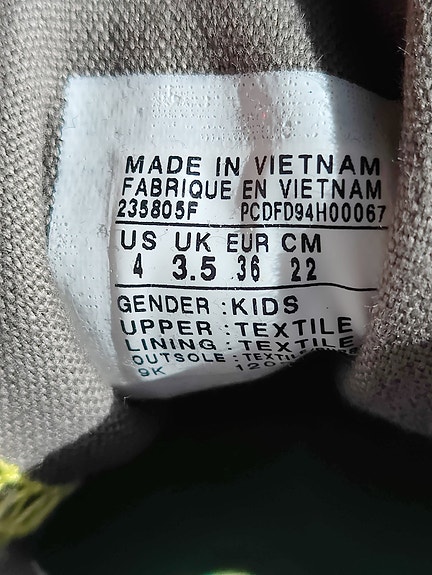 MADE IN VIETNAM
FABRIQUE EN VIETNAM
235805F PCDFD94H00067
US UK EUR CM
4 3.5 36 22
GENDER : KIDS
UPPER : TEXTILE
LINING : TEXTILE
OUTSOLE :
9K